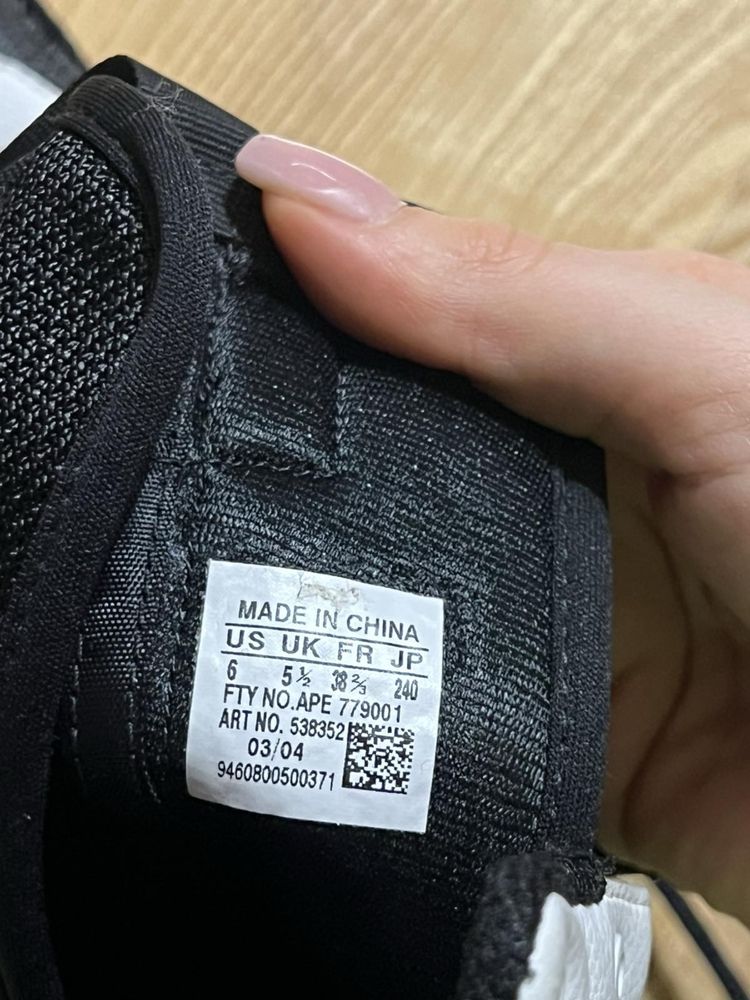 MADE IN CHINA
US UK FR JP
6 5½ 38⅔ 240
FTY NO.APE 779001
ART NO. 538352
03/04
9460800500371